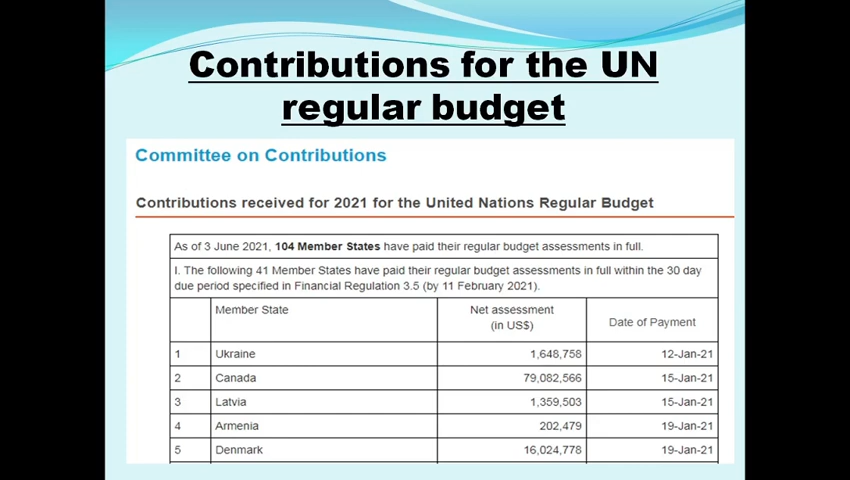 Contributions for the UN
regular budget
Committee on Contributions
Contributions received for 2021 for the United Nations Regular Budget
As of 3 June 2021, 104 Member States have paid their regular budget assessments in full.
I. The following 41 Member States have paid their regular budget assessments in full within the 30 day
due period specified in Financial Regulation 3.5 (by 11 February 2021).
Member State Net assessment (in US$) Date of Payment
1 Ukraine 1,648,758 12-Jan-21
2 Canada 79,082,566 15-Jan-21
3 Latvia 1,359,503 15-Jan-21
4 Armenia 202,479 19-Jan-21
5 Denmark 16,024,778 19-Jan-21